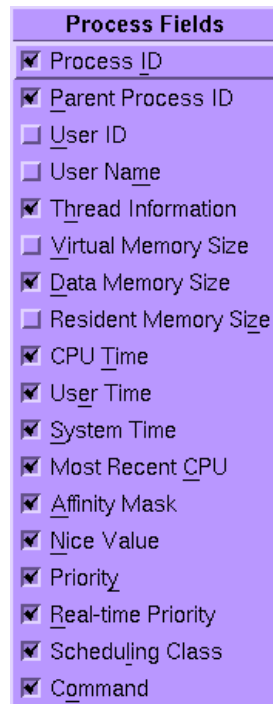 Process Fields
Process ID
Parent Process ID
User ID
User Name
Thread Information
Virtual Memory Size
Data Memory Size
Resident Memory Size
CPU Time
User Time
System Time
Most Recent CPU
Affinity Mask
Nice Value
Priority
Real-time Priority
Scheduling Class
Command